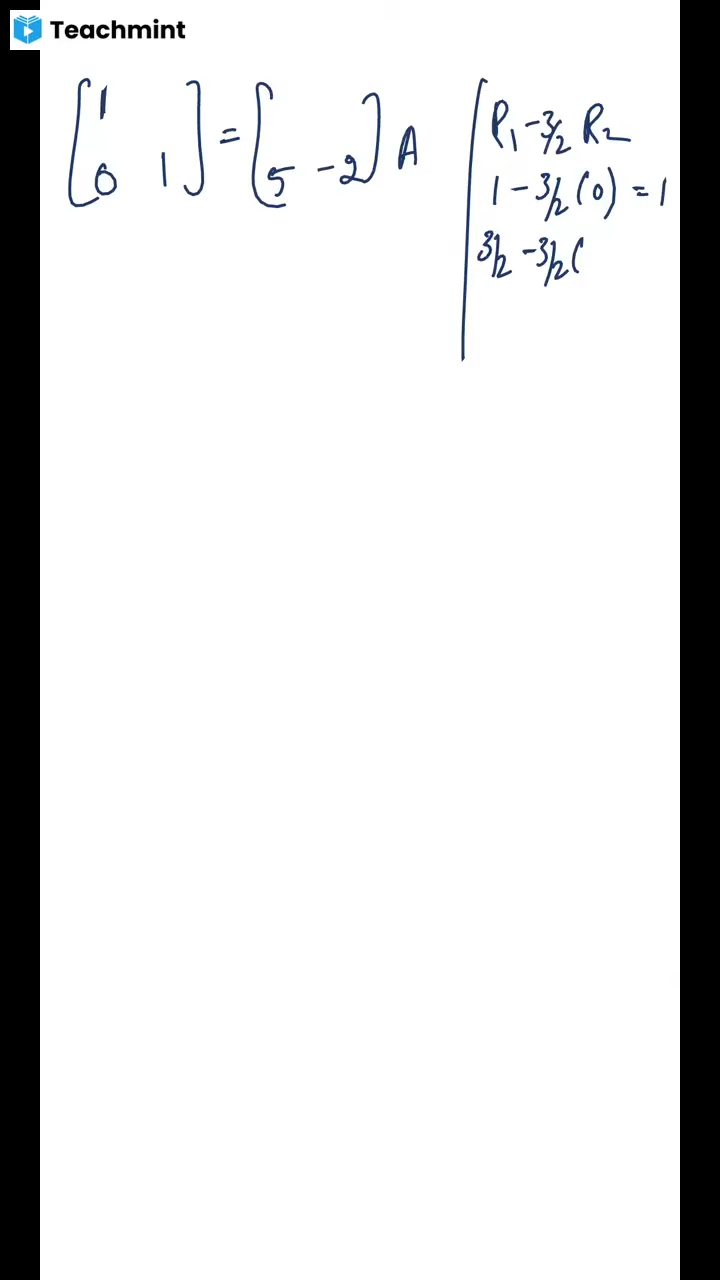 Teachmint
[1
0 1] = [
5 -2] A
R₁ - 3/2 R₂
1 - 3/2 (0) = 1
3/2 - 3/2 (